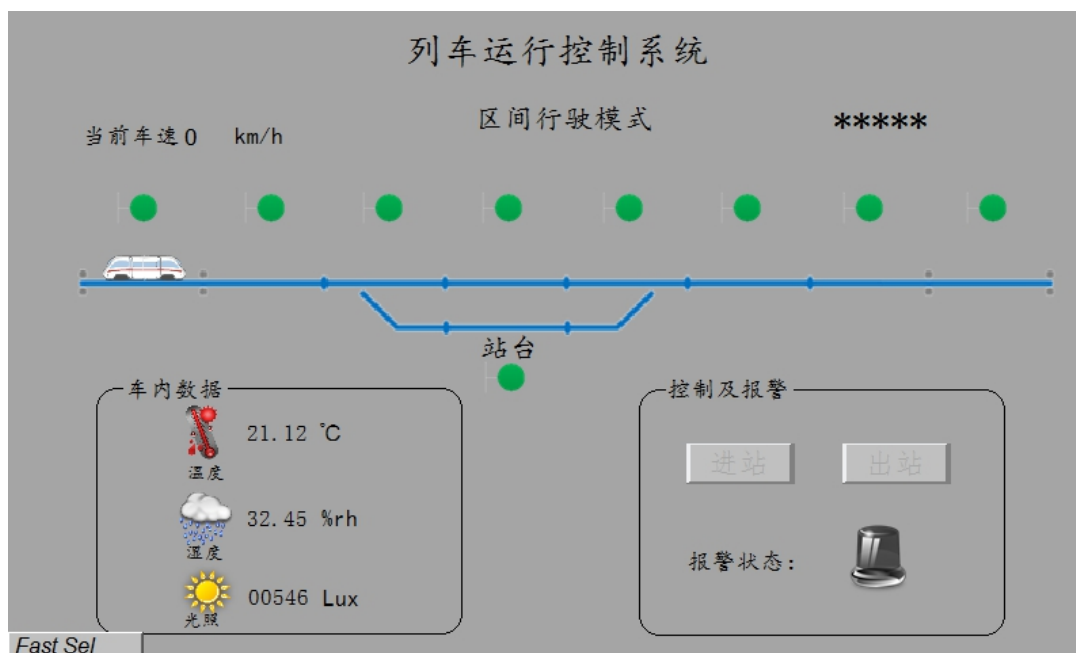 列车运行控制系统
区间行驶模式
*****
当前车速0 km/h
站台
车内数据
21.12 ℃
温度
32.45 %rh
湿度
00546 Lux
光照
控制及报警
进站
出站
报警状态:
Fast Sel